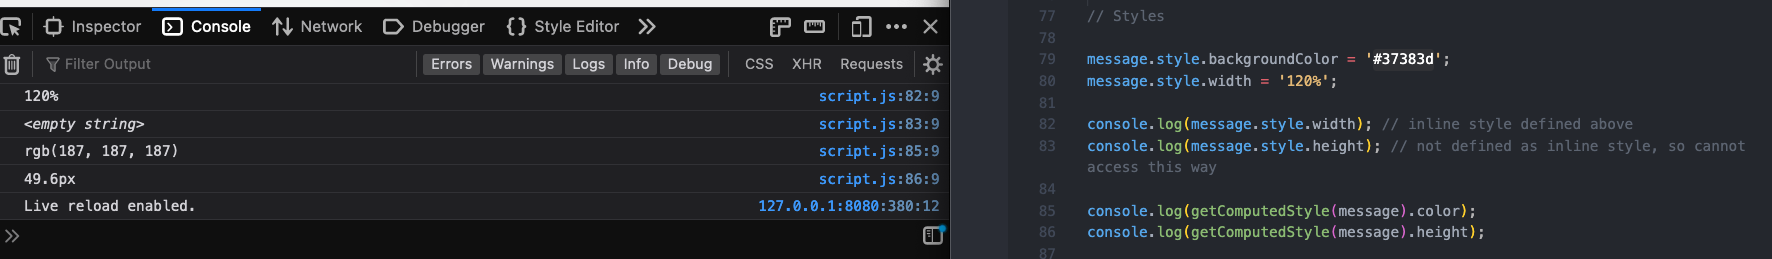 Inspector Console Network Debugger {} Style Editor
Filter Output Errors Warnings Logs Info Debug CSS XHR Requests
120% script.js:82:9
<empty string> script.js:83:9
rgb(187, 187, 187) script.js:85:9
49.6px script.js:86:9
Live reload enabled. 127.0.0.1:8080:380:12
77 // Styles
78
79 message.style.backgroundColor = '#37383d';
80 message.style.width = '120%';
81
82 console.log(message.style.width); // inline style defined above
83 console.log(message.style.height); // not defined as inline style, so cannot
access this way
84
85 console.log(getComputedStyle(message).color);
86 console.log(getComputedStyle(message).height);
87